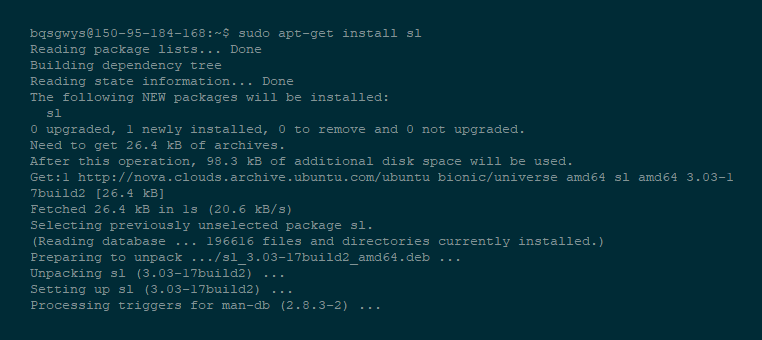 bqsgwys@150-95-184-168:~$ sudo apt-get install sl
Reading package lists... Done
Building dependency tree
Reading state information... Done
The following NEW packages will be installed:
  sl
0 upgraded, 1 newly installed, 0 to remove and 0 not upgraded.
Need to get 26.4 kB of archives.
After this operation, 98.3 kB of additional disk space will be used.
Get:1 http://nova.clouds.archive.ubuntu.com/ubuntu bionic/universe amd64 sl amd64 3.03-1
7build2 [26.4 kB]
Fetched 26.4 kB in 1s (20.6 kB/s)
Selecting previously unselected package sl.
(Reading database ... 196616 files and directories currently installed.)
Preparing to unpack .../sl_3.03-17build2_amd64.deb ...
Unpacking sl (3.03-17build2) ...
Setting up sl (3.03-17build2) ...
Processing triggers for man-db (2.8.3-2) ...